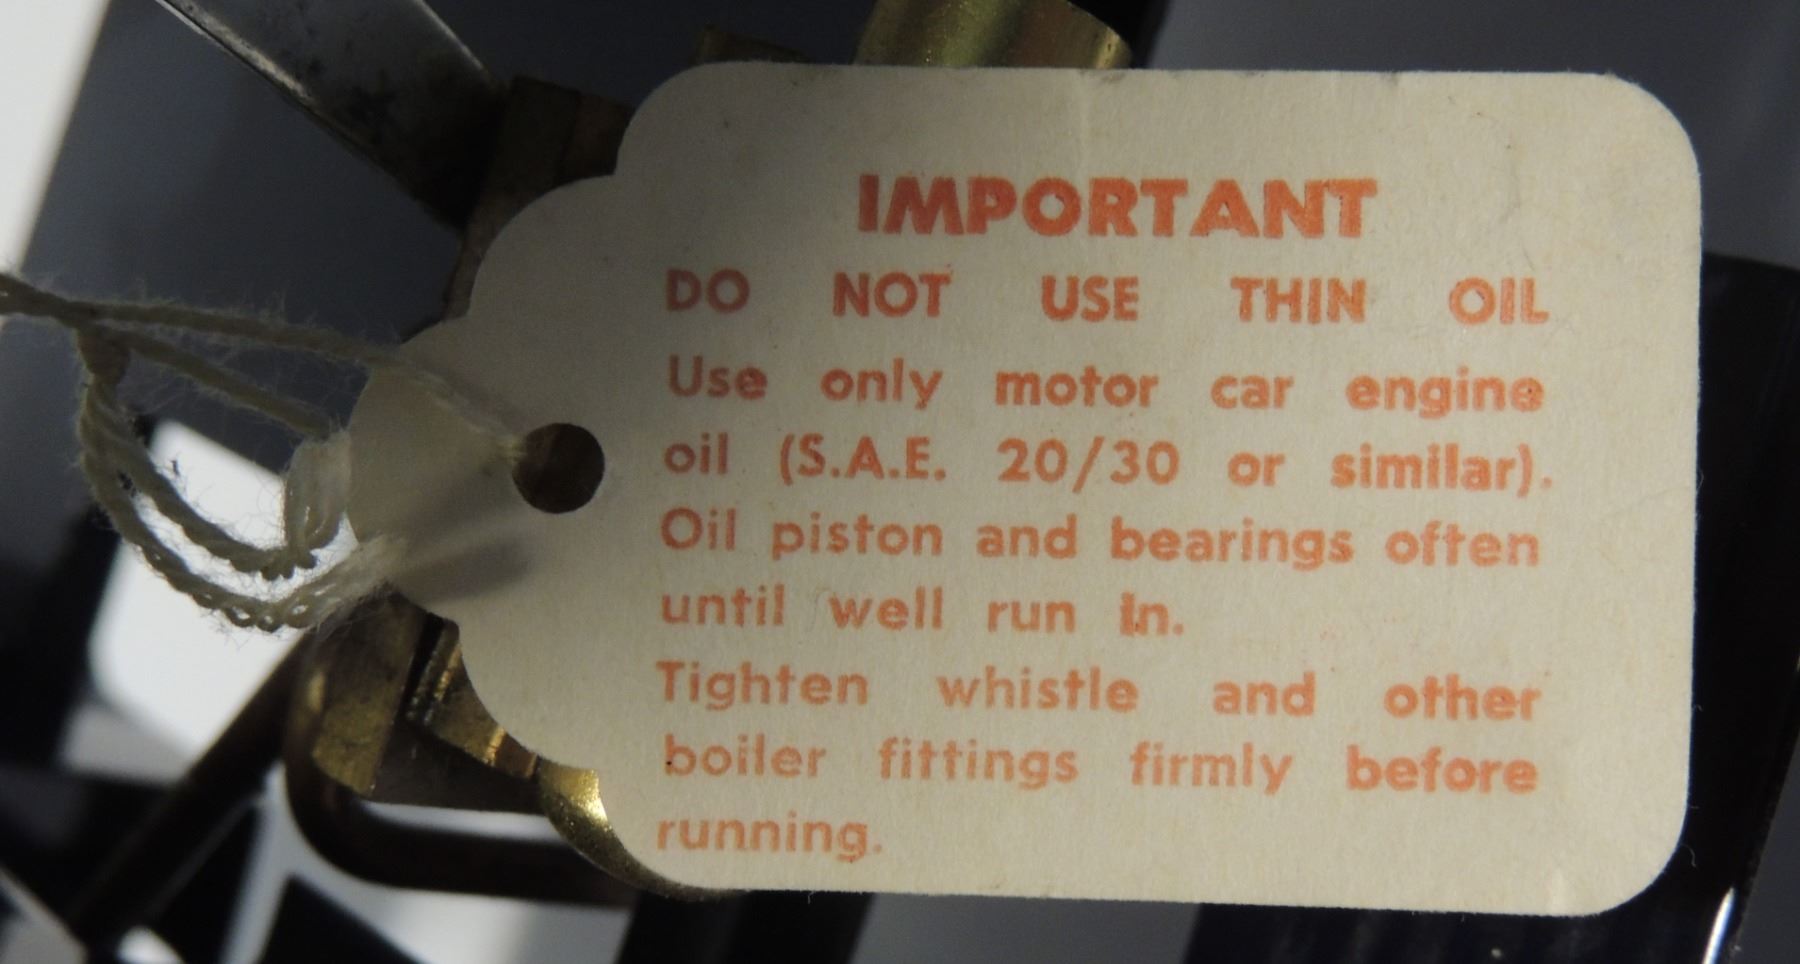 IMPORTANT
DO NOT USE THIN OIL
Use only motor car engine
oil (S.A.E. 20/30 or similar).
Oil piston and bearings often
until well run in.
Tighten whistle and other
boiler fittings firmly before
running.